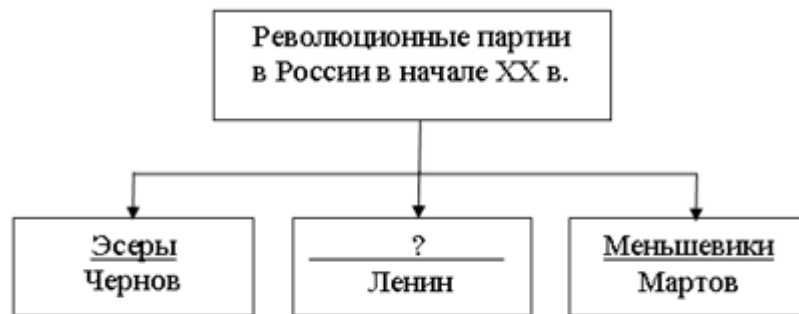 Революционные партии
в России в начале XX в.
Эсеры
Чернов
?
Ленин
Меньшевики
Мартов